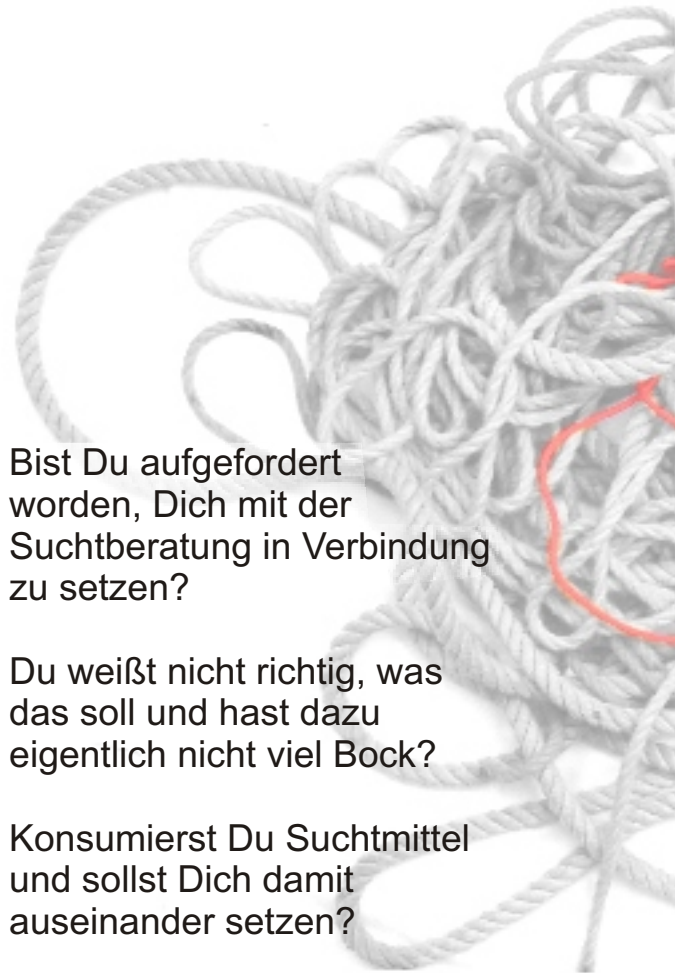 Bist Du aufgefordert
worden, Dich mit der
Suchtberatung in Verbindung
zu setzen?
Du weißt nicht richtig, was
das soll und hast dazu
eigentlich nicht viel Bock?
Konsumierst Du Suchtmittel
und sollst Dich damit
auseinander setzen?